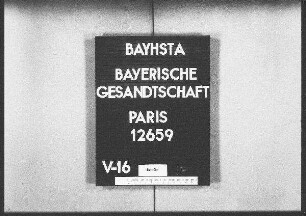 BAYHSTA
BAYERISCHE
GESANDTSCHAFT
PARIS
12659
V-16